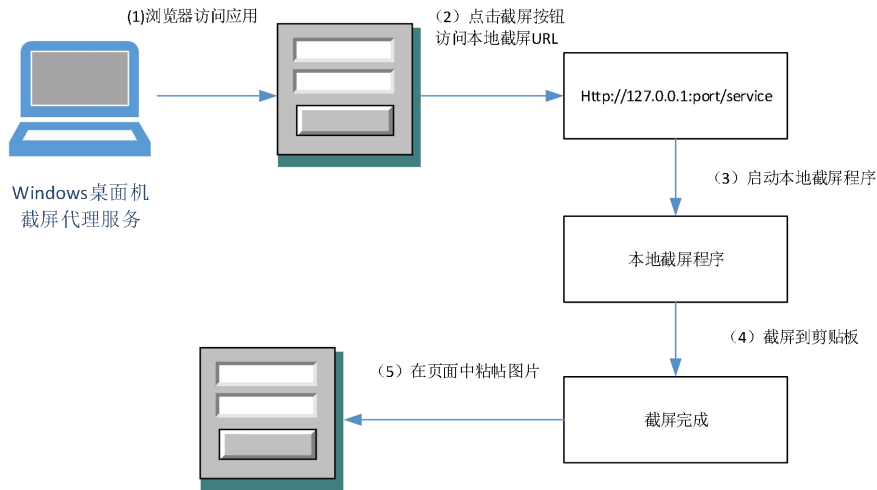 (1)浏览器访问应用
（2）点击截屏按钮
访问本地截屏URL
Http://127.0.0.1:port/service
Windows桌面机
截屏代理服务
（3）启动本地截屏程序
本地截屏程序
（4）截屏到剪贴板
（5）在页面中粘帖图片
截屏完成